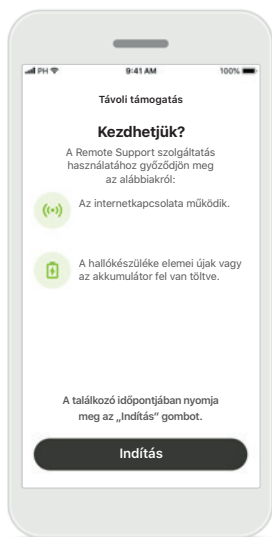 PH 9:41 AM 100%
Távoli támogatás
Kezdhetjük?
A Remote Support szolgáltatás
használatához győződjön meg
az alábbiakról:
Az internetkapcsolata működik.
A hallókészüléke elemei újak vagy
az akkumulátor fel van töltve.
A találkozó időpontjában nyomja
meg az „Indítás” gombot.
Indítás